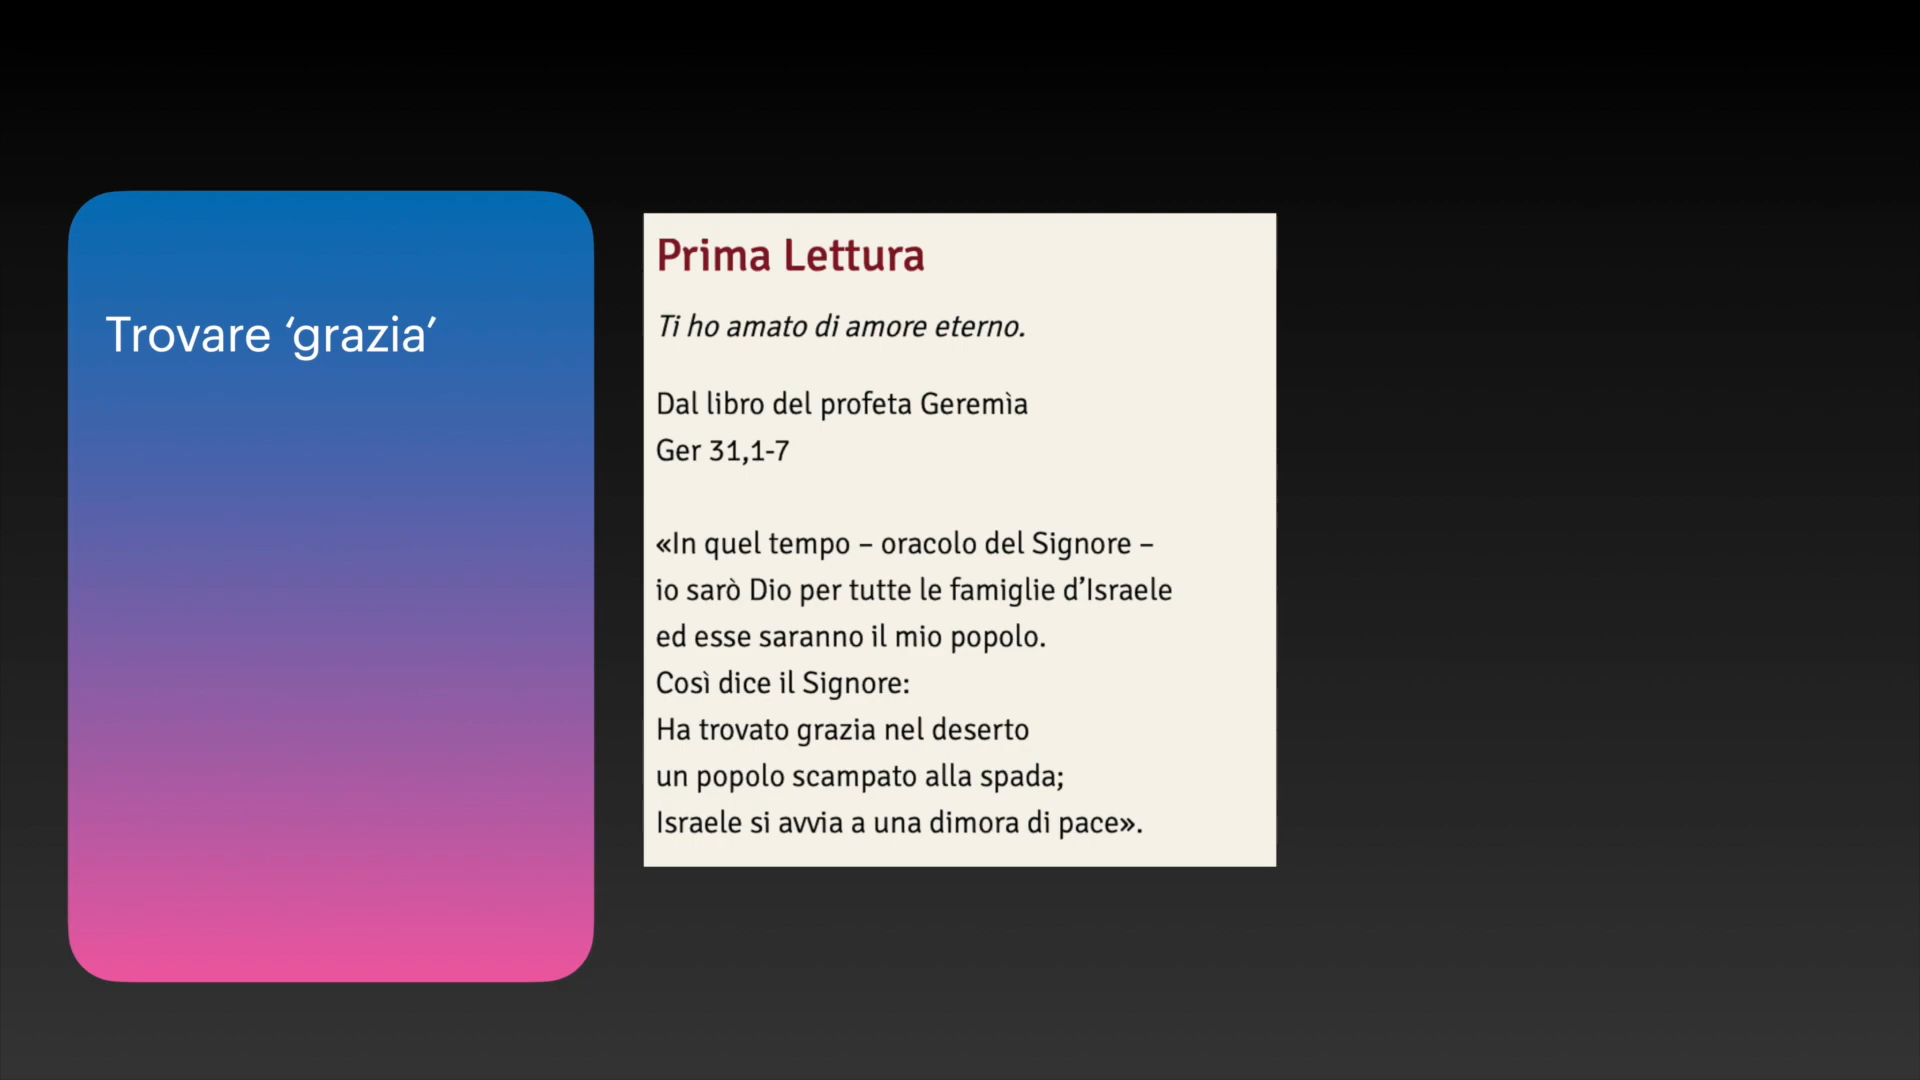 Trovare ‘grazia’
Prima Lettura
Ti ho amato di amore eterno.
Dal libro del profeta Geremìa
Ger 31,1-7
«In quel tempo – oracolo del Signore –
io sarò Dio per tutte le famiglie d’Israele
ed esse saranno il mio popolo.
Così dice il Signore:
Ha trovato grazia nel deserto
un popolo scampato alla spada;
Israele si avvia a una dimora di pace».